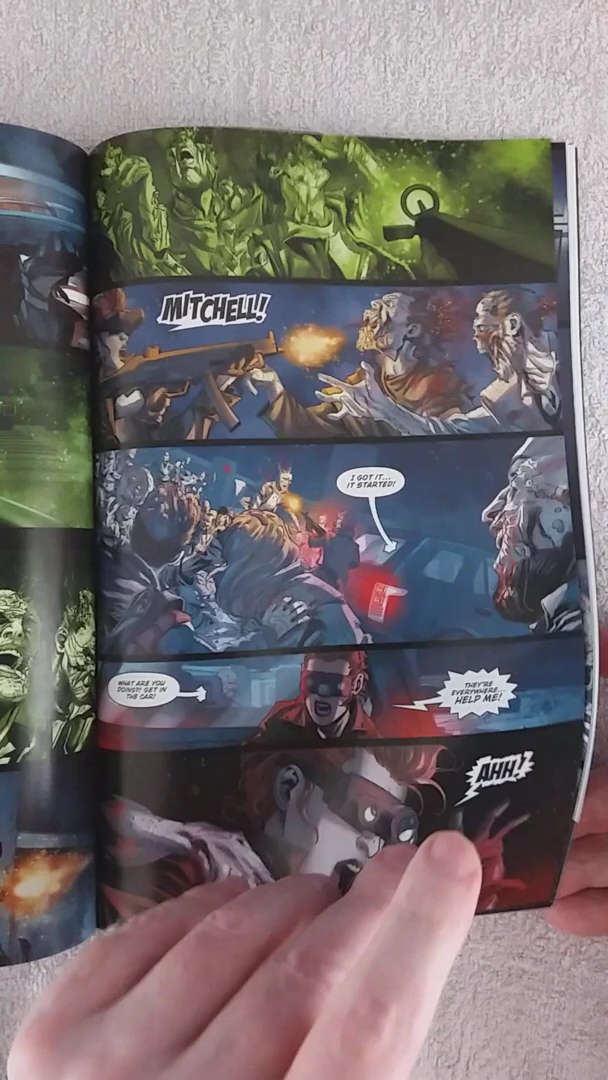 MITCHELL!
I GOT IT...
IT STARTED!
WHAT ARE YOU
DOING?! GET IN
THE CAR!
THEY'RE
EVERYWHERE...
HELP ME!
AHH!